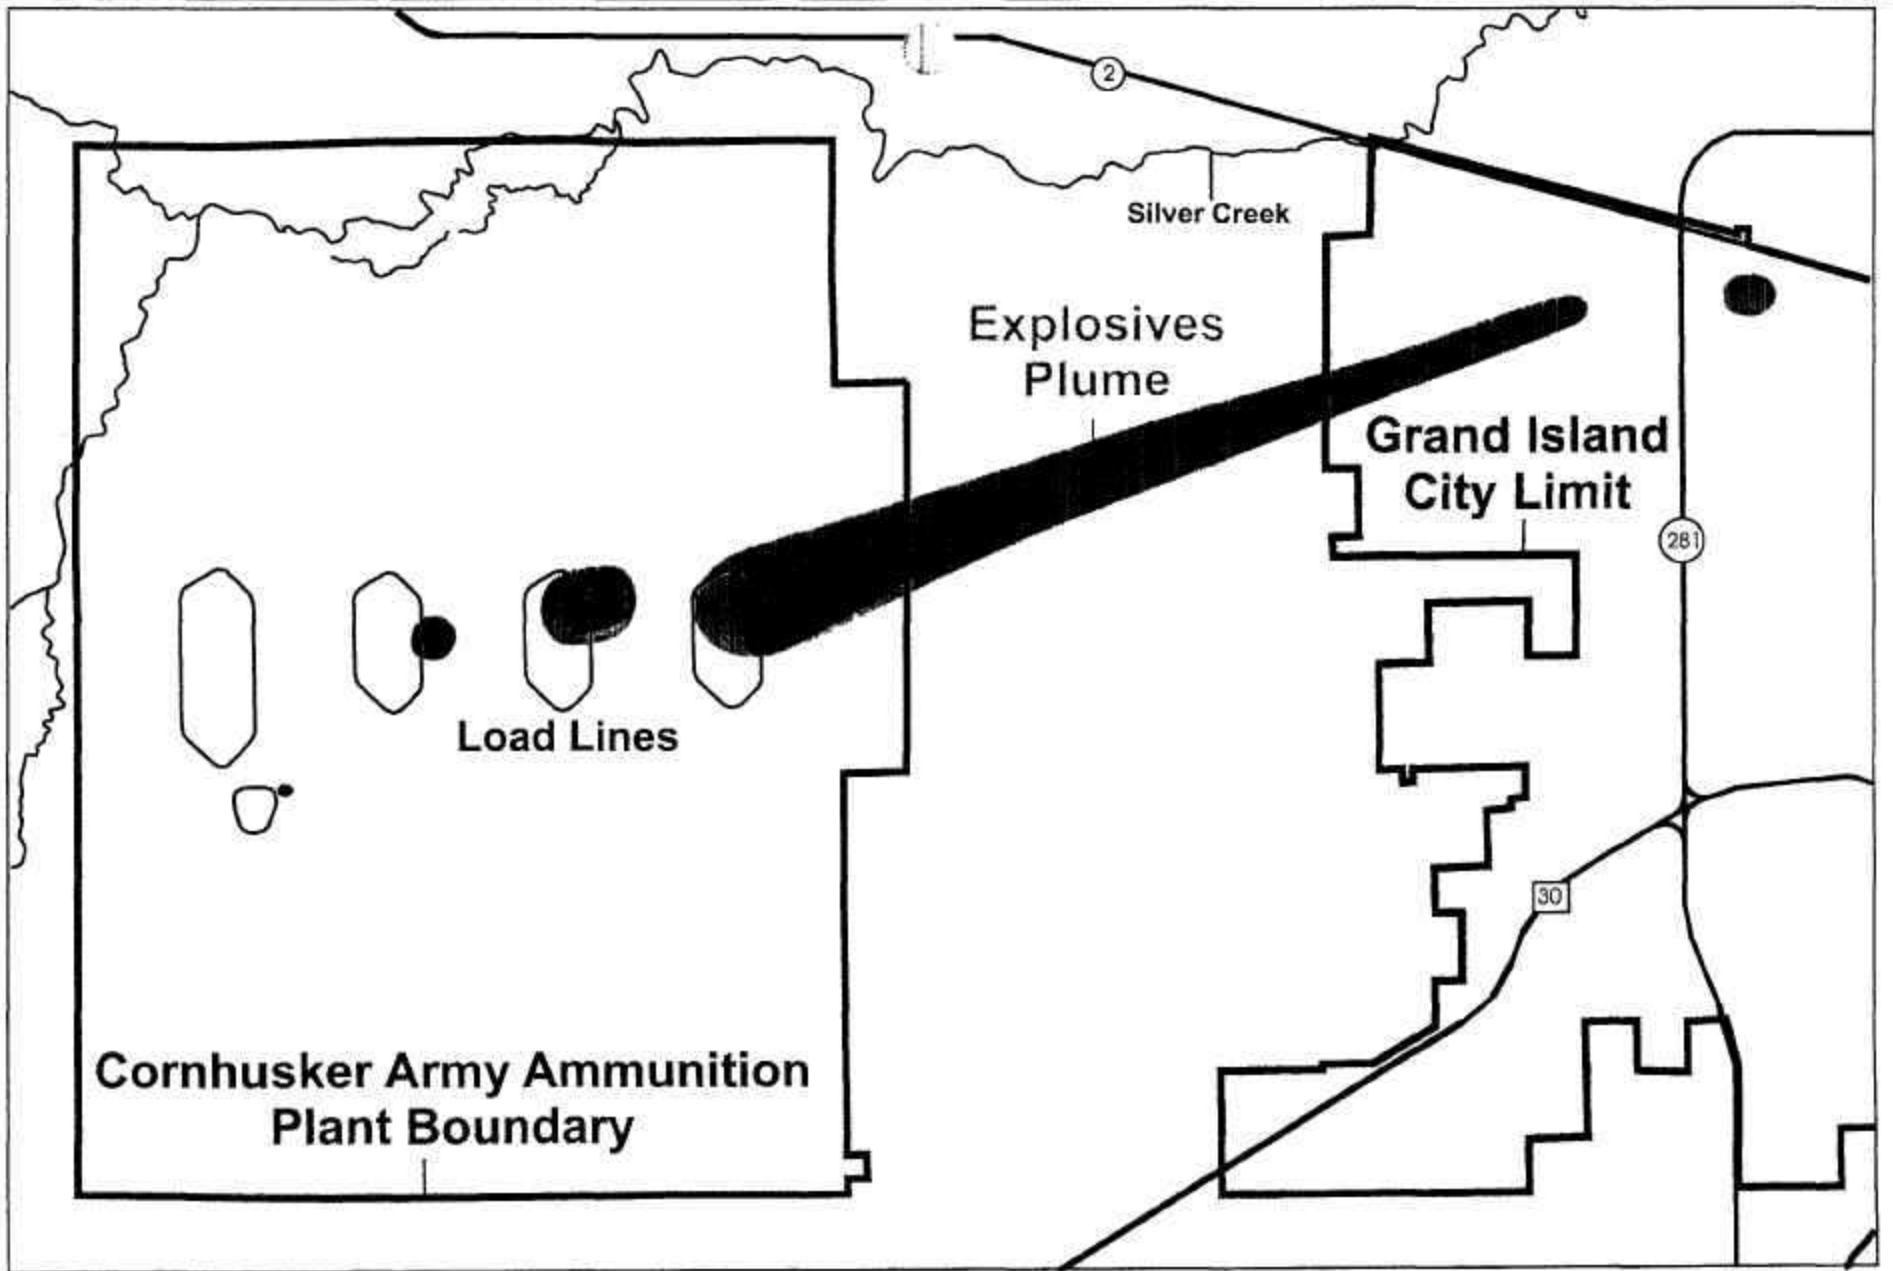 2
Silver Creek
Explosives
Plume
Grand Island
City Limit
281
Load Lines
30
Cornhusker Army Ammunition
Plant Boundary